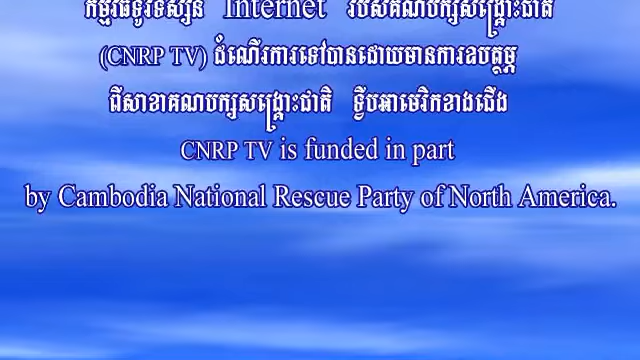 កម្មវិធីទូរទស្សន៍ Internet របស់គណបក្សសង្គ្រោះជាតិ
(CNRP TV) ដំណើរការទៅបានដោយមានការឧបត្ថម្ភ
ពីសាខាគណបក្សសង្គ្រោះជាតិ ទ្វីបអាមេរិកខាងជើង
CNRP TV is funded in part
by Cambodia National Rescue Party of North America.